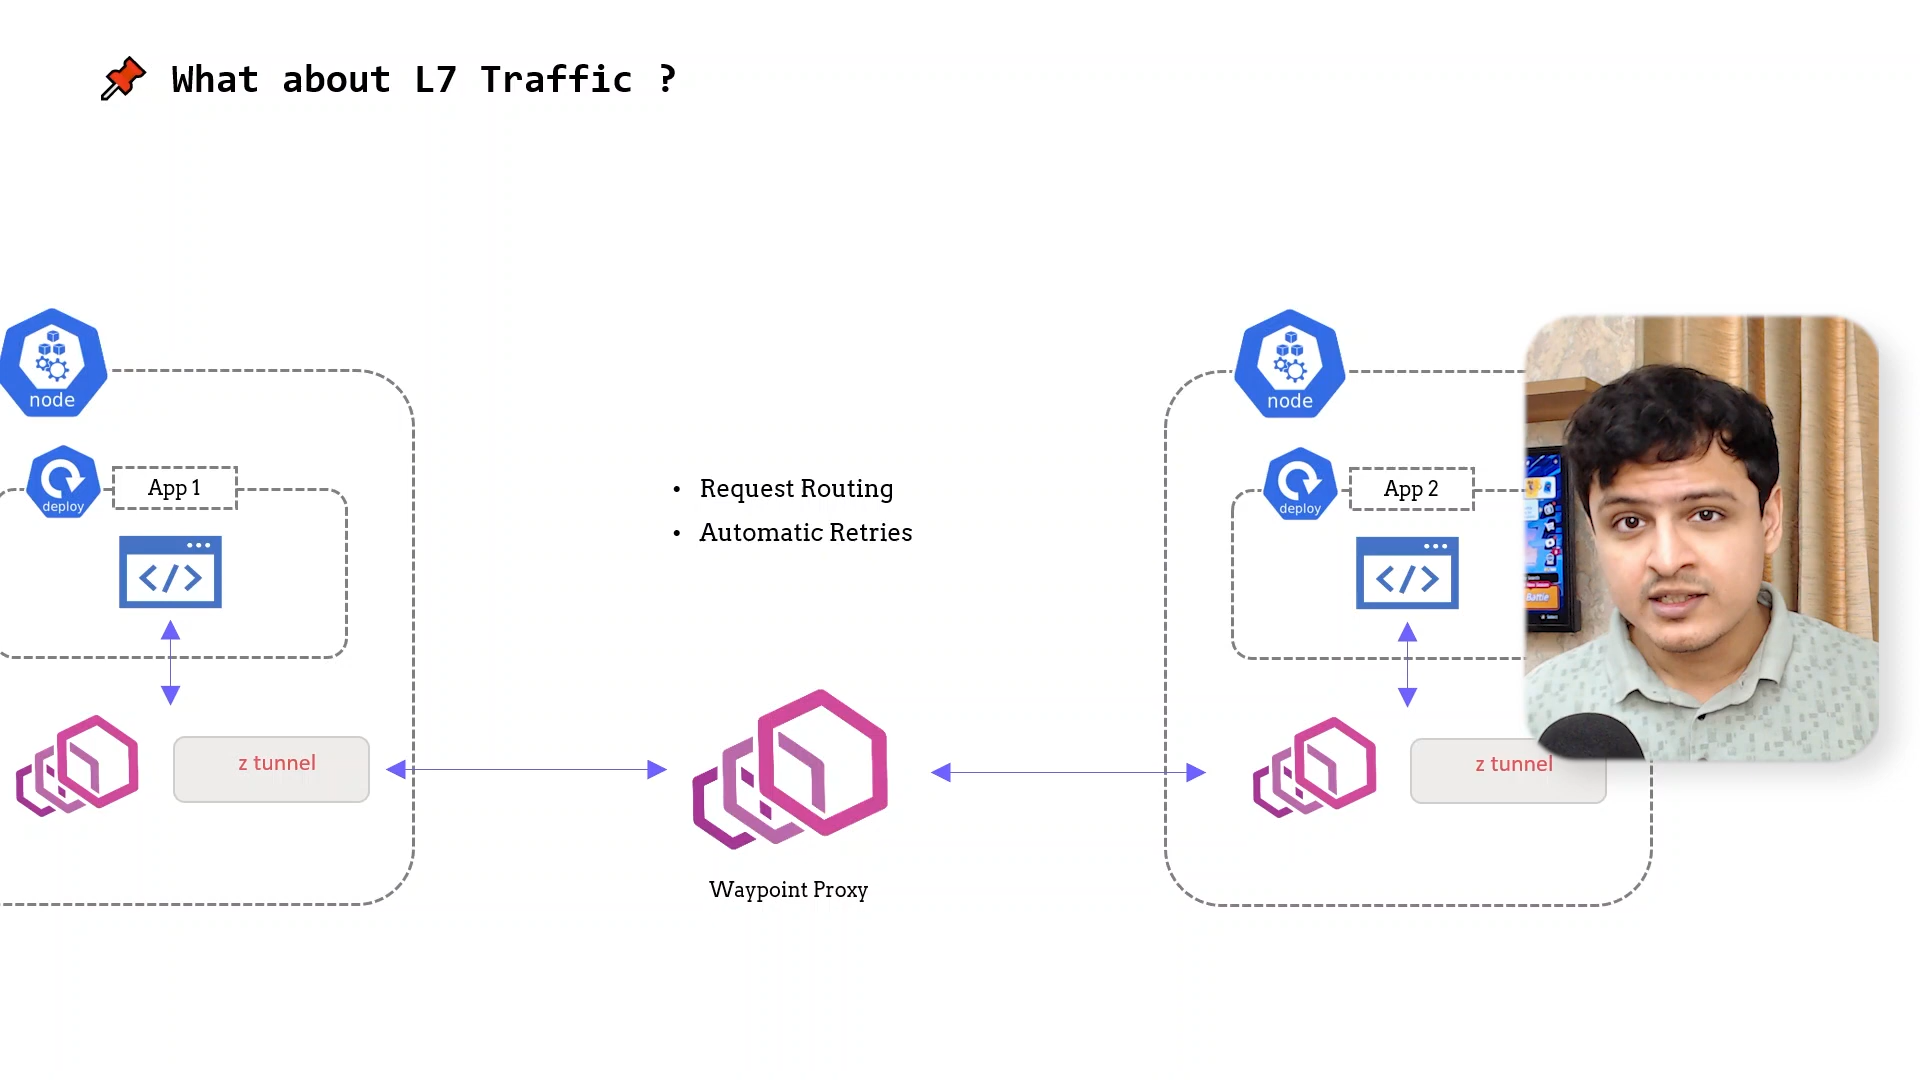 What about L7 Traffic ?
node
deploy
App 1
z tunnel
Request Routing
Automatic Retries
Waypoint Proxy
node
deploy
App 2
z tunnel
Battle